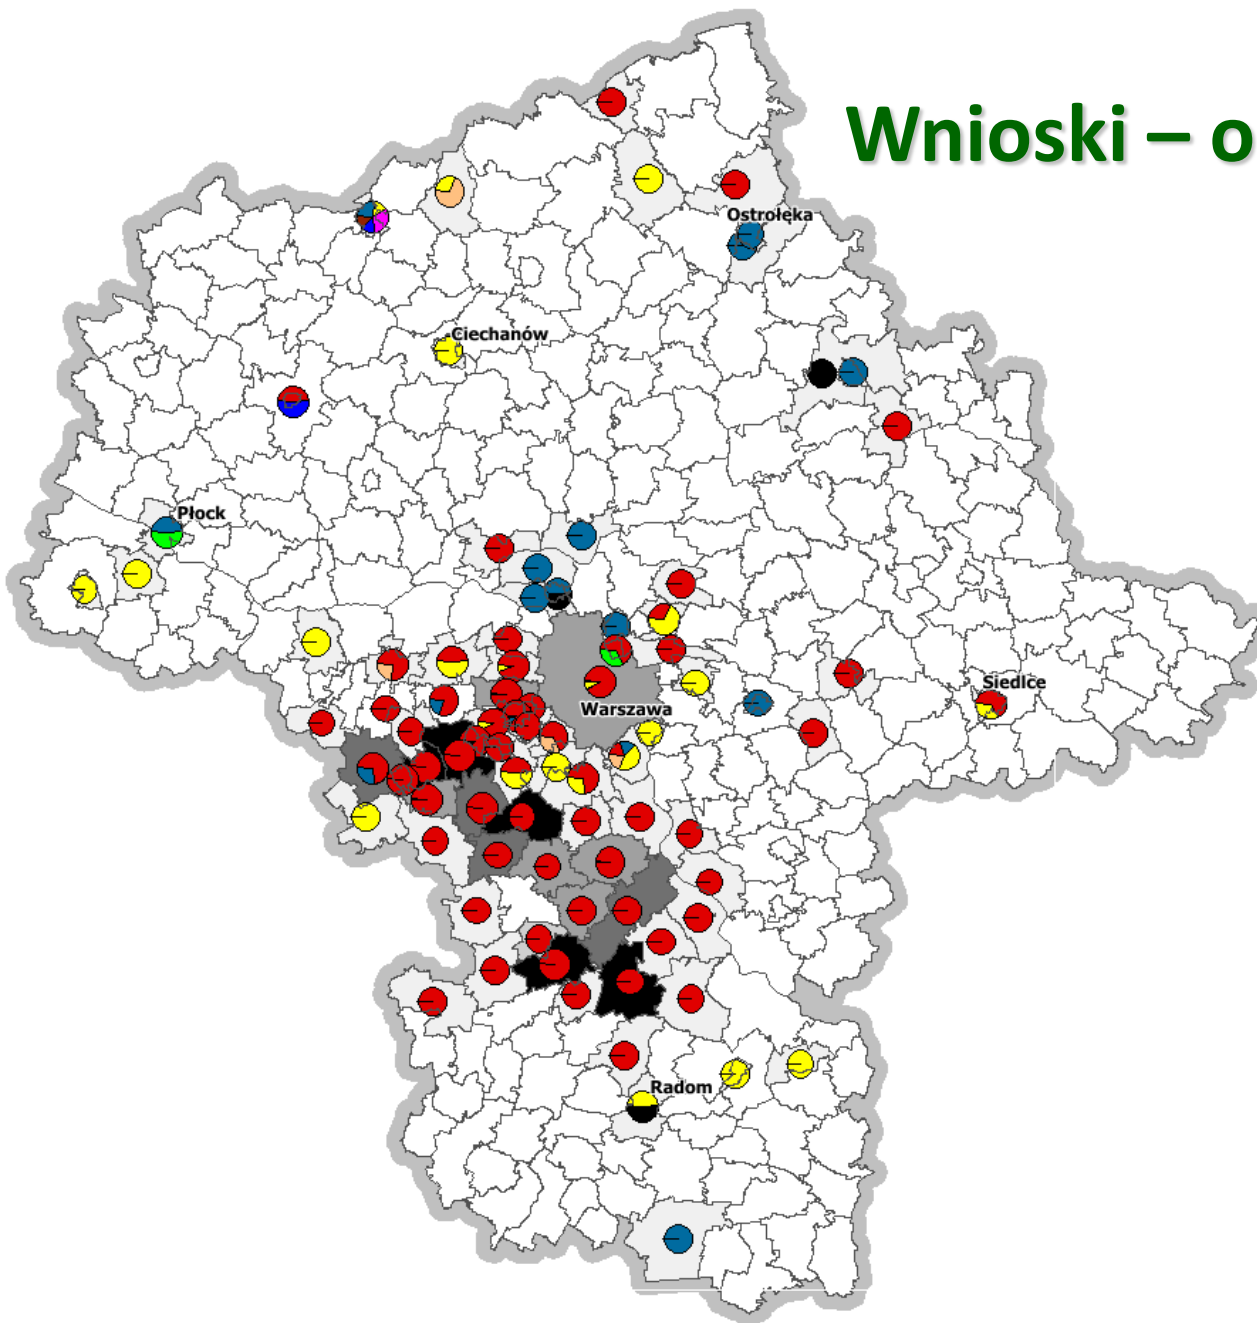 Wnioski – o
Ostrołęka
Ciechanów
Płock
Siedlce
Warszawa
Radom